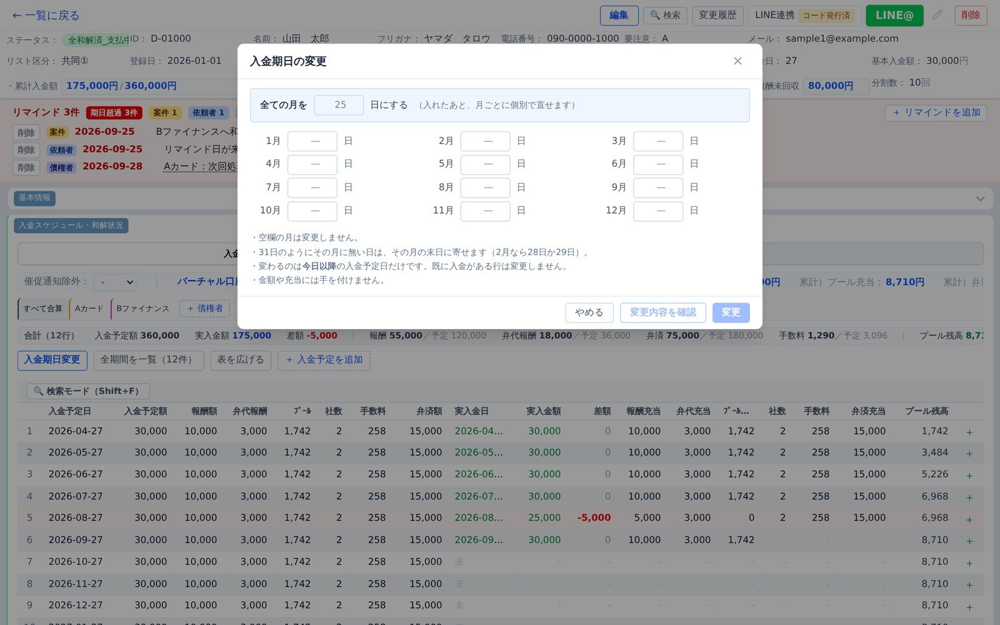 ← 一覧に戻る 編集 🔍 検索 変更履歴 LINE連携 コード発行済 LINE@ 削除
ステータス： 全和解済_支払中 ID： D-01000 名前： 山田　太郎 フリガナ： ヤマダ　タロウ 電話番号： 090-0000-1000 要注意： A メール： sample1@example.com
リスト区分： 共同① 登録日： 2026-01-01 金日： 27 基本入金額： 30,000円
・累計入金額 175,000円 / 360,000円 報酬未回収 80,000円 分割数： 10回
リマインド 3件 期日超過 3件 案件 1 依頼者 1 ＋ リマインドを追加
削除 案件 2026-09-25 Bファイナンスへ和
削除 依頼者 2026-09-25 リマインド日が来
削除 債権者 2026-09-28 Aカード：次回処
入金期日の変更 ×
全ての月を 25 日にする （入れたあと、月ごとに個別で直せます）
1月 — 日 2月 — 日 3月 — 日
4月 — 日 5月 — 日 6月 — 日
7月 — 日 8月 — 日 9月 — 日
10月 — 日 11月 — 日 12月 — 日
・空欄の月は変更しません。
・31日のようにその月に無い日は、その月の末日に寄せます（2月なら28日か29日）。
・変わるのは今日以降の入金予定日だけです。既に入金がある行は変更しません。
・金額や充当には手を付けません。
やめる 変更内容を確認 変更
基本情報
入金スケジュール・和解状況
入金
催促通知除外： - バーチャル口座 00円 累計）プール充当： 8,710円 累計）弁済
すべて合算 Aカード Bファイナンス ＋ 債権者
合計（12行） 入金予定額 360,000 実入金額 175,000 差額 -5,000 報酬 55,000／予定 120,000 弁代報酬 18,000／予定 36,000 弁済 75,000／予定 180,000 手数料 1,290／予定 3,096 プール残高 8,71
入金期日変更 全期間を一覧（12件） 表を広げる ＋ 入金予定を追加
🔍 検索モード（Shift+F）
入金予定日 入金予定額 報酬額 弁代報酬 ﾌﾟｰﾙ 社数 手数料 弁済額 実入金日 実入金額 差額 報酬充当 弁代充当 ﾌﾟｰﾙ... 社数 手数料 弁済充当 プール残高
1 2026-04-27 30,000 10,000 3,000 1,742 2 258 15,000 2026-04... 30,000 0 10,000 3,000 1,742 2 258 15,000 1,742 +
2 2026-05-27 30,000 10,000 3,000 1,742 2 258 15,000 2026-05... 30,000 0 10,000 3,000 1,742 2 258 15,000 3,484 +
3 2026-06-27 30,000 10,000 3,000 1,742 2 258 15,000 2026-06... 30,000 0 10,000 3,000 1,742 2 258 15,000 5,226 +
4 2026-07-27 30,000 10,000 3,000 1,742 2 258 15,000 2026-07... 30,000 0 10,000 3,000 1,742 2 258 15,000 6,968 +
5 2026-08-27 30,000 10,000 3,000 1,742 2 258 15,000 2026-08... 25,000 -5,000 5,000 3,000 0 2 258 15,000 6,968 +
6 2026-09-27 30,000 10,000 3,000 1,742 2 258 15,000 2026-09... 30,000 0 10,000 3,000 1,742 - - - 8,710 +
7 2026-10-27 30,000 10,000 3,000 1,742 2 258 15,000 未 - - - - - - - - 8,710 +
8 2026-11-27 30,000 10,000 3,000 1,742 2 258 15,000 未 - - - - - - - - 8,710 +
9 2026-12-27 30,000 10,000 3,000 1,742 2 258 15,000 未 - - - - - - - - 8,710 +